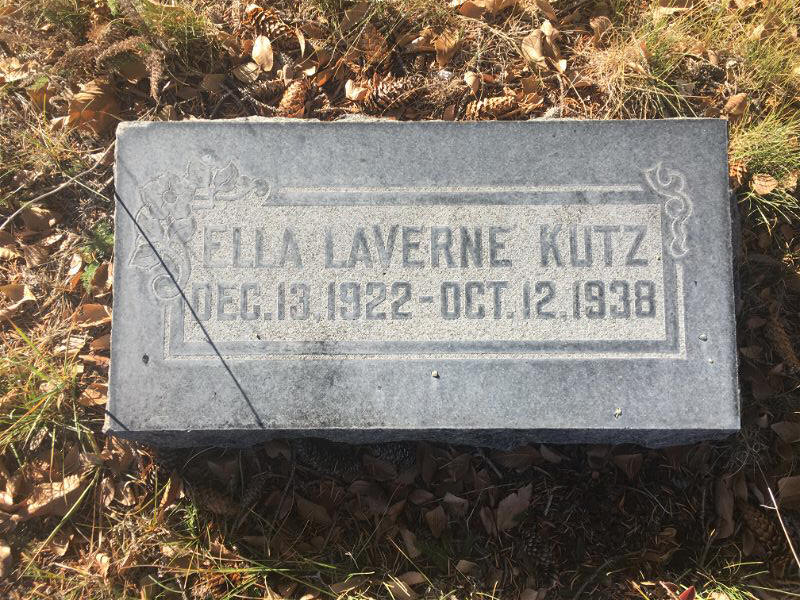 ELLA LAVERNE KUTZ
DEC. 13, 1922 - OCT. 12, 1938